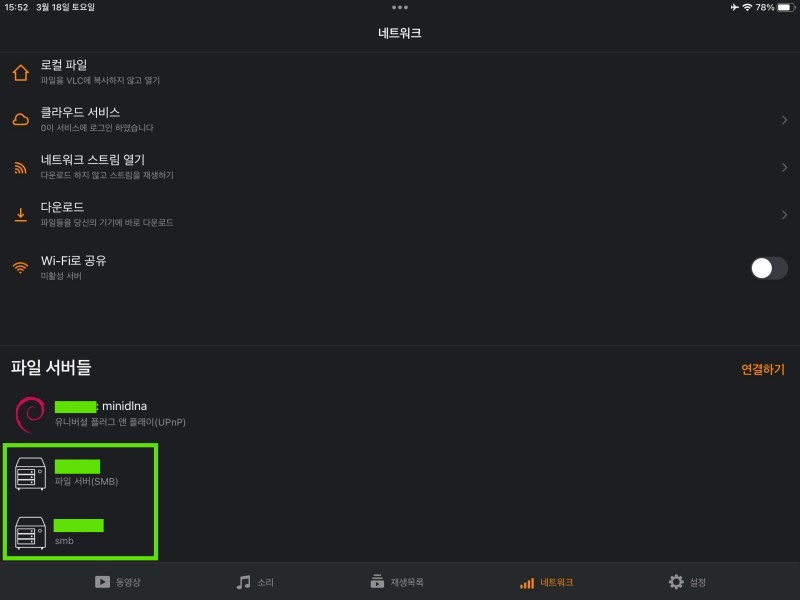 15:52 3월 18일 토요일
78%
네트워크
로컬 파일
파일을 VLC에 복사하지 않고 열기
클라우드 서비스
0이 서비스에 로그인 하였습니다
네트워크 스트림 열기
다운로드 하지 않고 스트림을 재생하기
다운로드
파일들을 당신의 기기에 바로 다운로드
Wi-Fi로 공유
미활성 서버
파일 서버들
연결하기
: minidlna
유니버셜 플러그 앤 플레이(UPnP)
파일 서버(SMB)
smb
동영상
소리
재생목록
네트워크
설정